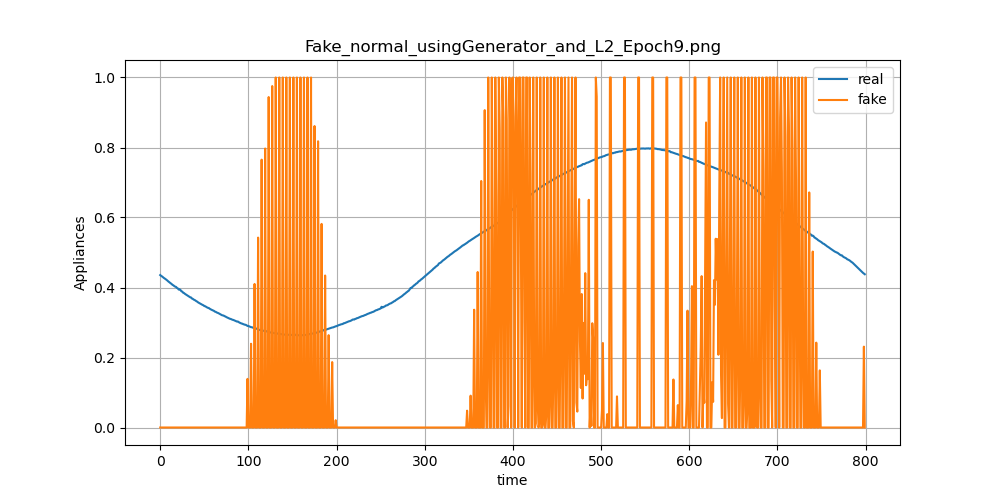 Fake_normal_usingGenerator_and_L2_Epoch9.png
real
fake
Appliances
1.0
0.8
0.6
0.4
0.2
0.0
0 100 200 300 400 500 600 700 800
time